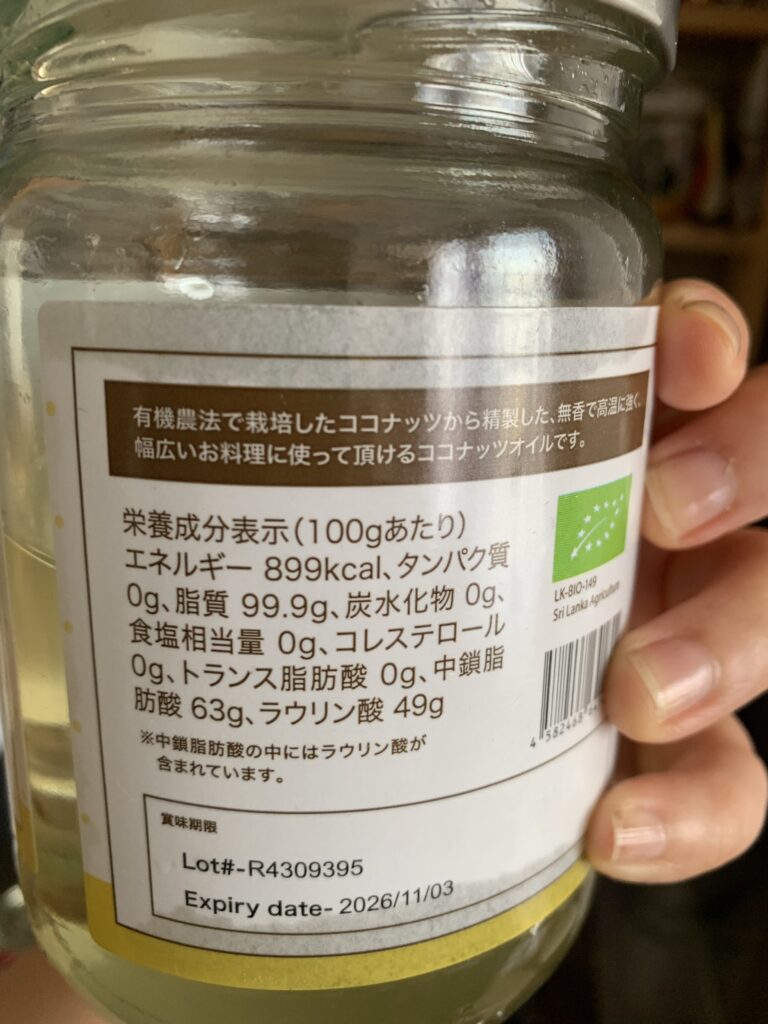 有機農法で栽培したココナッツから精製した、無香で高温に強く、
幅広いお料理に使って頂けるココナッツオイルです。
栄養成分表示（100gあたり）
エネルギー 899kcal、タンパク質
0g、脂質 99.9g、炭水化物 0g、
食塩相当量 0g、コレステロール
0g、トランス脂肪酸 0g、中鎖脂
肪酸 63g、ラウリン酸 49g
※中鎖脂肪酸の中にはラウリン酸が
含まれています。
LK-BIO-149
Sri Lanka Agriculture
4 582468
賞味期限
Lot#-R4309395
Expiry date- 2026/11/03